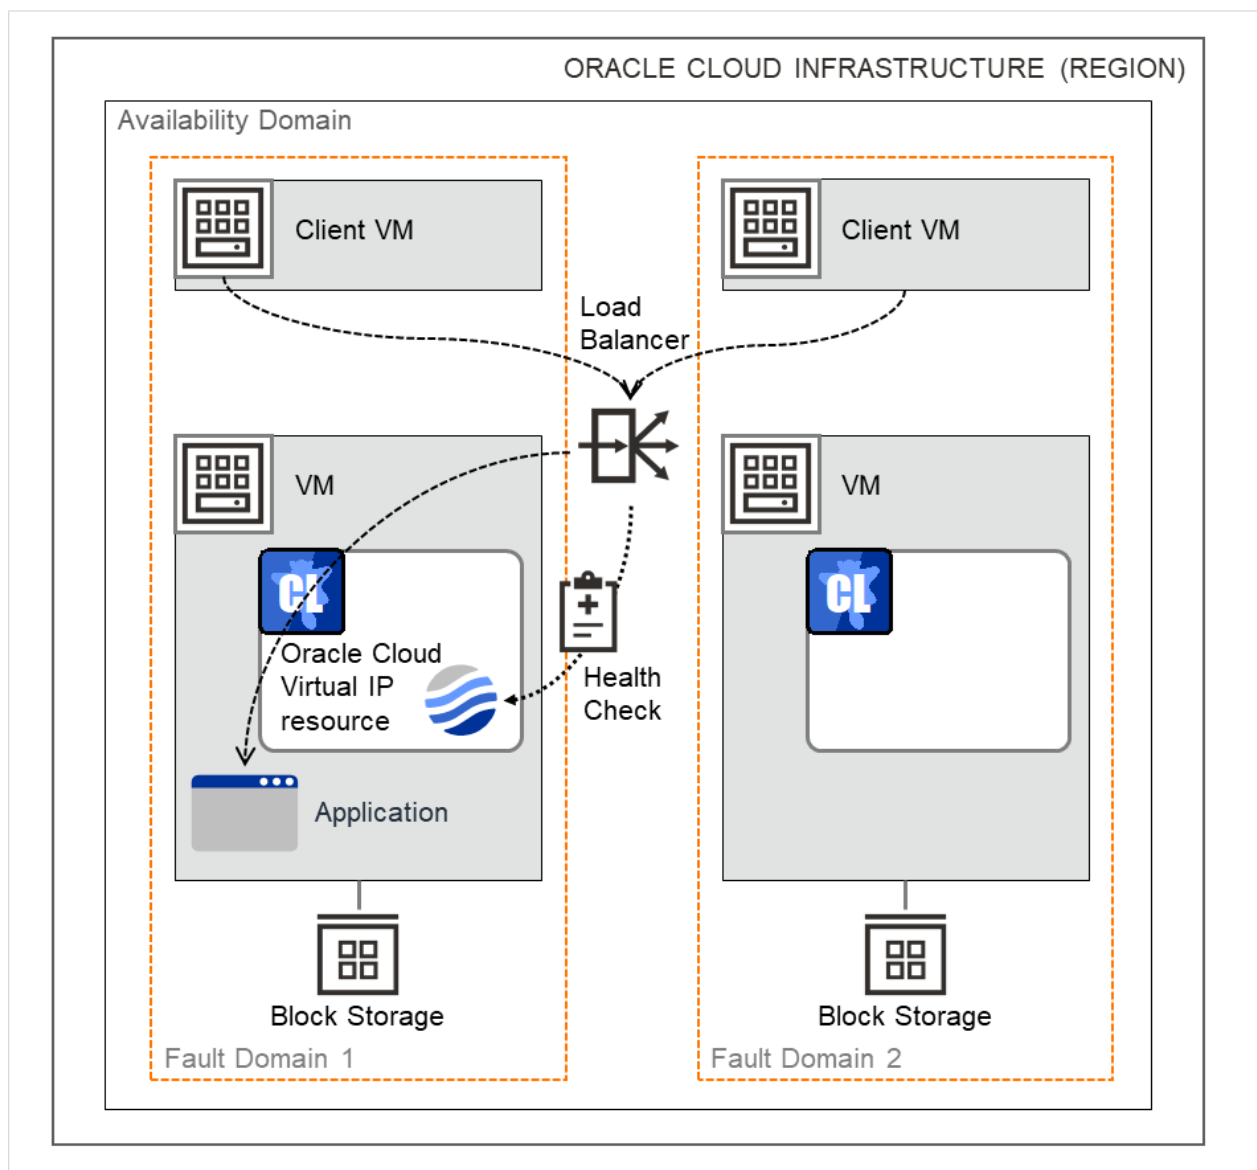 ORACLE CLOUD INFRASTRUCTURE (REGION)
Availability Domain
Client VM
Client VM
Load
Balancer
VM
VM
CL
CL
Oracle Cloud
Virtual IP
resource
Health
Check
Application
Block Storage
Block Storage
Fault Domain 1
Fault Domain 2